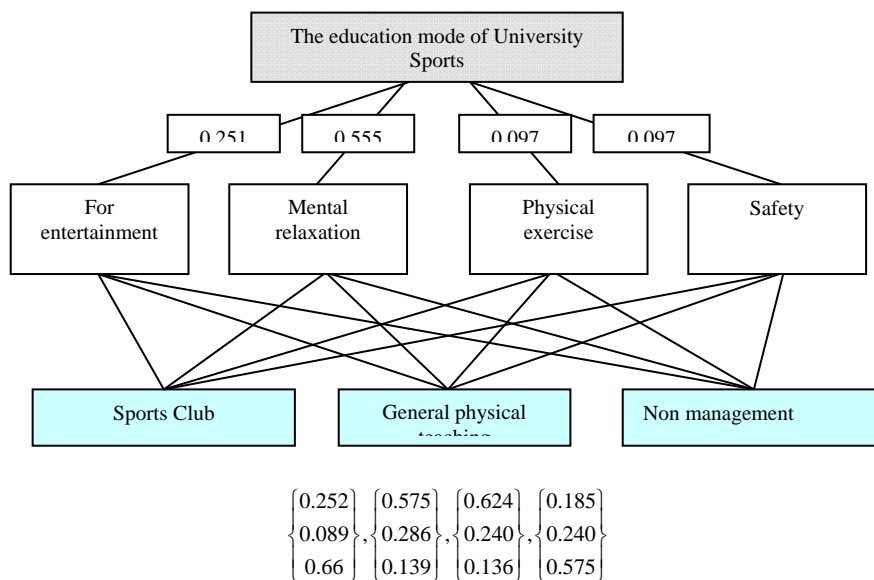 The education mode of University
Sports
0.251 0.555 0.097 0.097
For
entertainment
Mental
relaxation
Physical
exercise
Safety
Sports Club
General physical
teaching
Non management
0.252 0.575 0.624 0.185
0.089 , 0.286 , 0.240 , 0.240
0.66 0.139 0.136 0.575